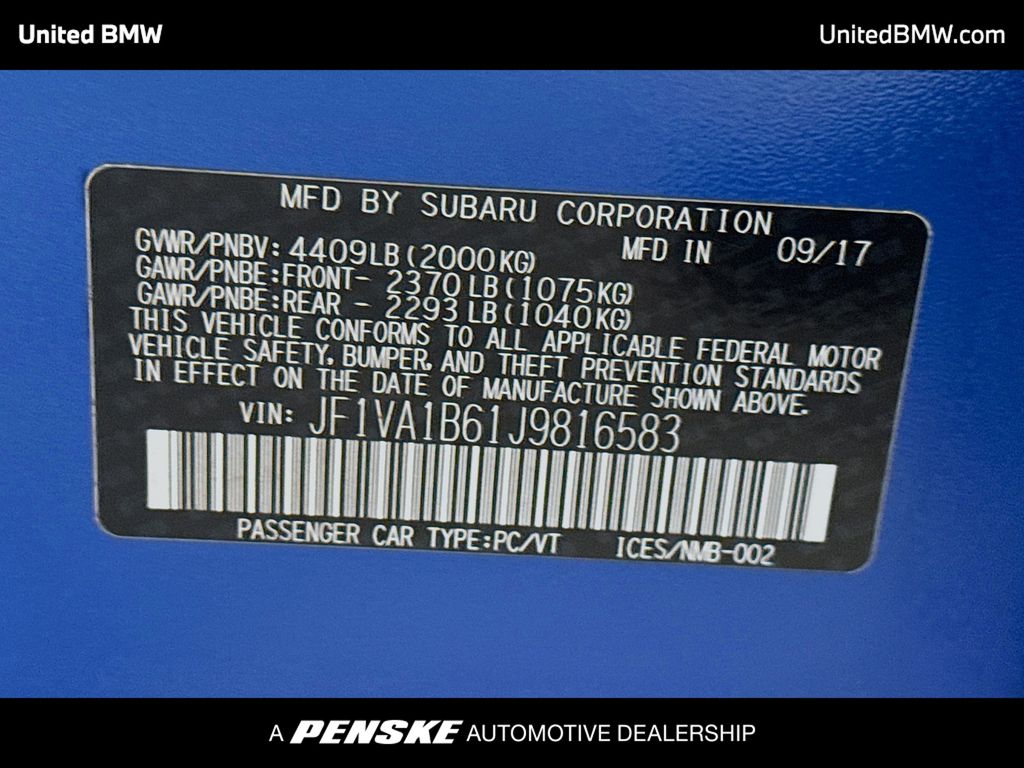 United BMW
UnitedBMW.com
MFD BY SUBARU CORPORATION
GVWR/PNBV: 4409LB(2000KG) MFD IN 09/17
GAWR/PNBE:FRONT- 2370LB(1075KG)
GAWR/PNBE:REAR - 2293LB(1040KG)
THIS VEHICLE CONFORMS TO ALL APPLICABLE FEDERAL MOTOR
VEHICLE SAFETY, BUMPER, AND THEFT PREVENTION STANDARDS
IN EFFECT ON THE DATE OF MANUFACTURE SHOWN ABOVE.
VIN: JF1VA1B61J9816583
PASSENGER CAR TYPE:PC/VT ICES/NMB-002
A PENSKE AUTOMOTIVE DEALERSHIP